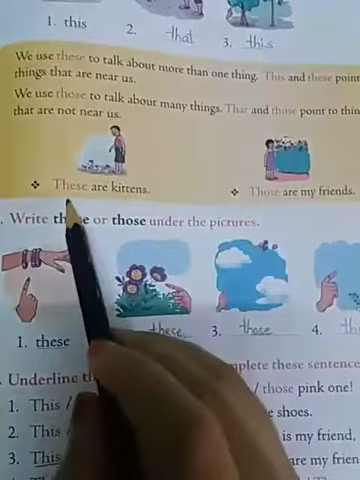 1. this
2. that
3. this
We use these to talk about more than one thing. This and these point
things that are near us.
We use those to talk about many things. That and those point to thin
that are not near us.
❖ These are kittens.
❖ Those are my friends.
Write or those under the pictures.
1. these
these
3. those
4.
Underline
plete these sentence
1. This /
/ those pink one!
2. This
shoes.
is my friend,
3. This
are my frien